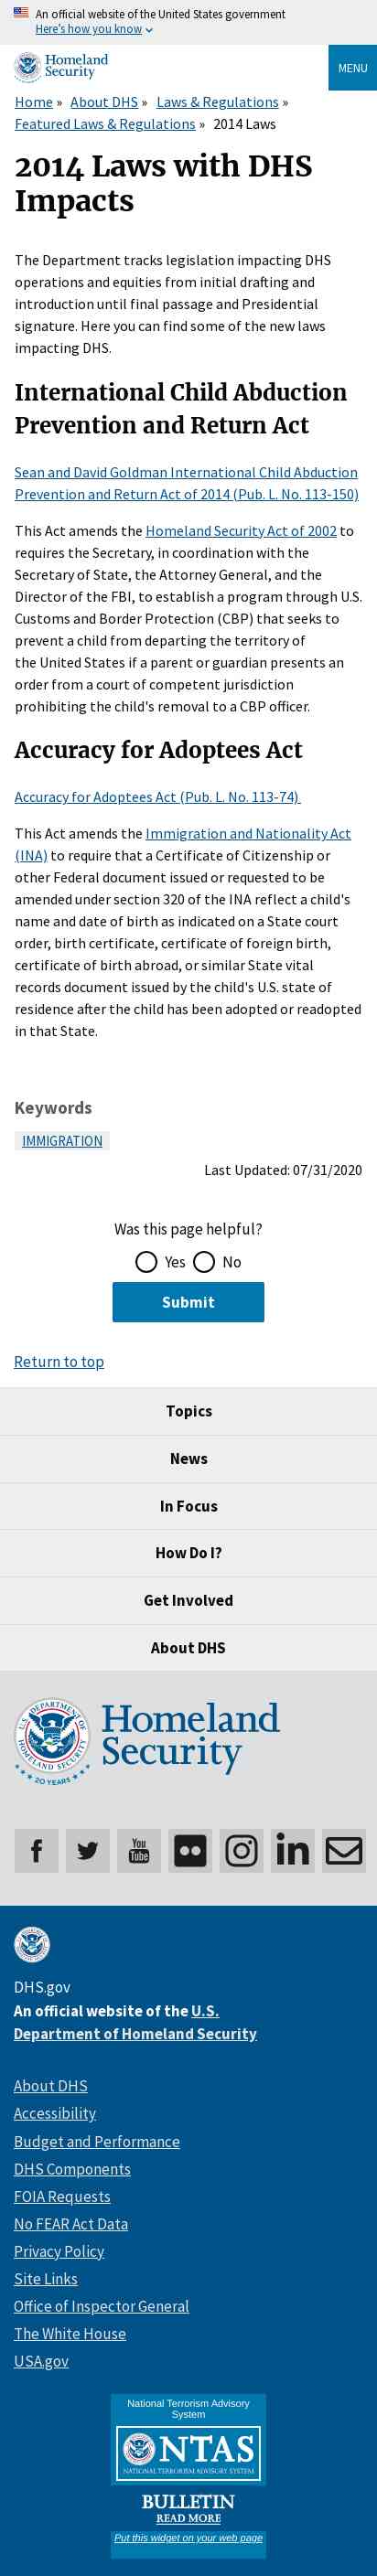 An official website of the United States government
Here's how you know
Homeland
Security
MENU
Home » About DHS » Laws & Regulations »
Featured Laws & Regulations » 2014 Laws
2014 Laws with DHS
Impacts
The Department tracks legislation impacting DHS
operations and equities from initial drafting and
introduction until final passage and Presidential
signature. Here you can find some of the new laws
impacting DHS.
International Child Abduction
Prevention and Return Act
Sean and David Goldman International Child Abduction
Prevention and Return Act of 2014 (Pub. L. No. 113-150)
This Act amends the Homeland Security Act of 2002 to
requires the Secretary, in coordination with the
Secretary of State, the Attorney General, and the
Director of the FBI, to establish a program through U.S.
Customs and Border Protection (CBP) that seeks to
prevent a child from departing the territory of
the United States if a parent or guardian presents an
order from a court of competent jurisdiction
prohibiting the child's removal to a CBP officer.
Accuracy for Adoptees Act
Accuracy for Adoptees Act (Pub. L. No. 113-74)
This Act amends the Immigration and Nationality Act
(INA) to require that a Certificate of Citizenship or
other Federal document issued or requested to be
amended under section 320 of the INA reflect a child's
name and date of birth as indicated on a State court
order, birth certificate, certificate of foreign birth,
certificate of birth abroad, or similar State vital
records document issued by the child's U.S. state of
residence after the child has been adopted or readopted
in that State.
Keywords
IMMIGRATION
Last Updated: 07/31/2020
Was this page helpful?
Yes No
Submit
Return to top
Topics
News
In Focus
How Do I?
Get Involved
About DHS
U.S. DEPARTMENT OF
HOMELAND SECURITY
20 YEARS
Homeland
Security
You
Tube
in
DHS.gov
An official website of the U.S.
Department of Homeland Security
About DHS
Accessibility
Budget and Performance
DHS Components
FOIA Requests
No FEAR Act Data
Privacy Policy
Site Links
Office of Inspector General
The White House
USA.gov
National Terrorism Advisory
System
NTAS
NATIONAL TERRORISM ADVISORY SYSTEM
BULLETIN
READ MORE
Put this widget on your web page